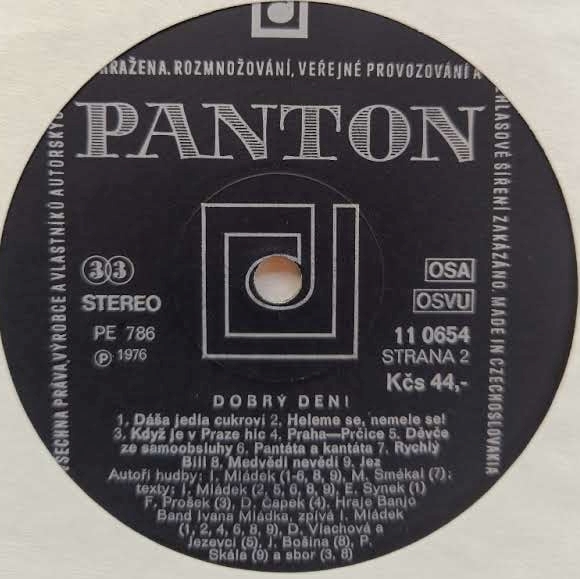 VŠECHNA PRÁVA VÝROBCE A VLASTNÍKŮ AUTORSKÝCH
HRAŽENA. ROZMNOŽOVÁNÍ, VEŘEJNÉ PROVOZOVÁNÍ A
ZHLASOVÉ ŠÍŘENÍ ZAKÁZÁNO. MADE IN CZECHOSLOVAKIA
PANTON
33
STEREO
PE 786
Ⓟ 1976
OSA
OSVU
11 0654
STRANA 2
Kčs 44,-
DOBRÝ DEN!
1. Dáša jedla cukroví 2. Heleme se, nemele se!
3. Když je v Praze hic 4. Praha—Prčice 5. Děvče
ze samoobsluhy 6. Pantáta a kantáta 7. Rychlý
Bill 8. Medvědi nevědí 9. Jez
Autoři hudby: I. Mládek (1-6, 8, 9), M. Smékal (7);
texty: I. Mládek (2, 5, 6, 8, 9), E. Synek (1)
F. Prošek (3), D. Čapek (4). Hraje Banjo
Band Ivana Mládka, zpívá I. Mládek
(1, 2, 4, 6, 8, 9), D. Vlachová a
Jezevci (5), J. Bošina (8), P.
Skála (9) a sbor (3, 8)